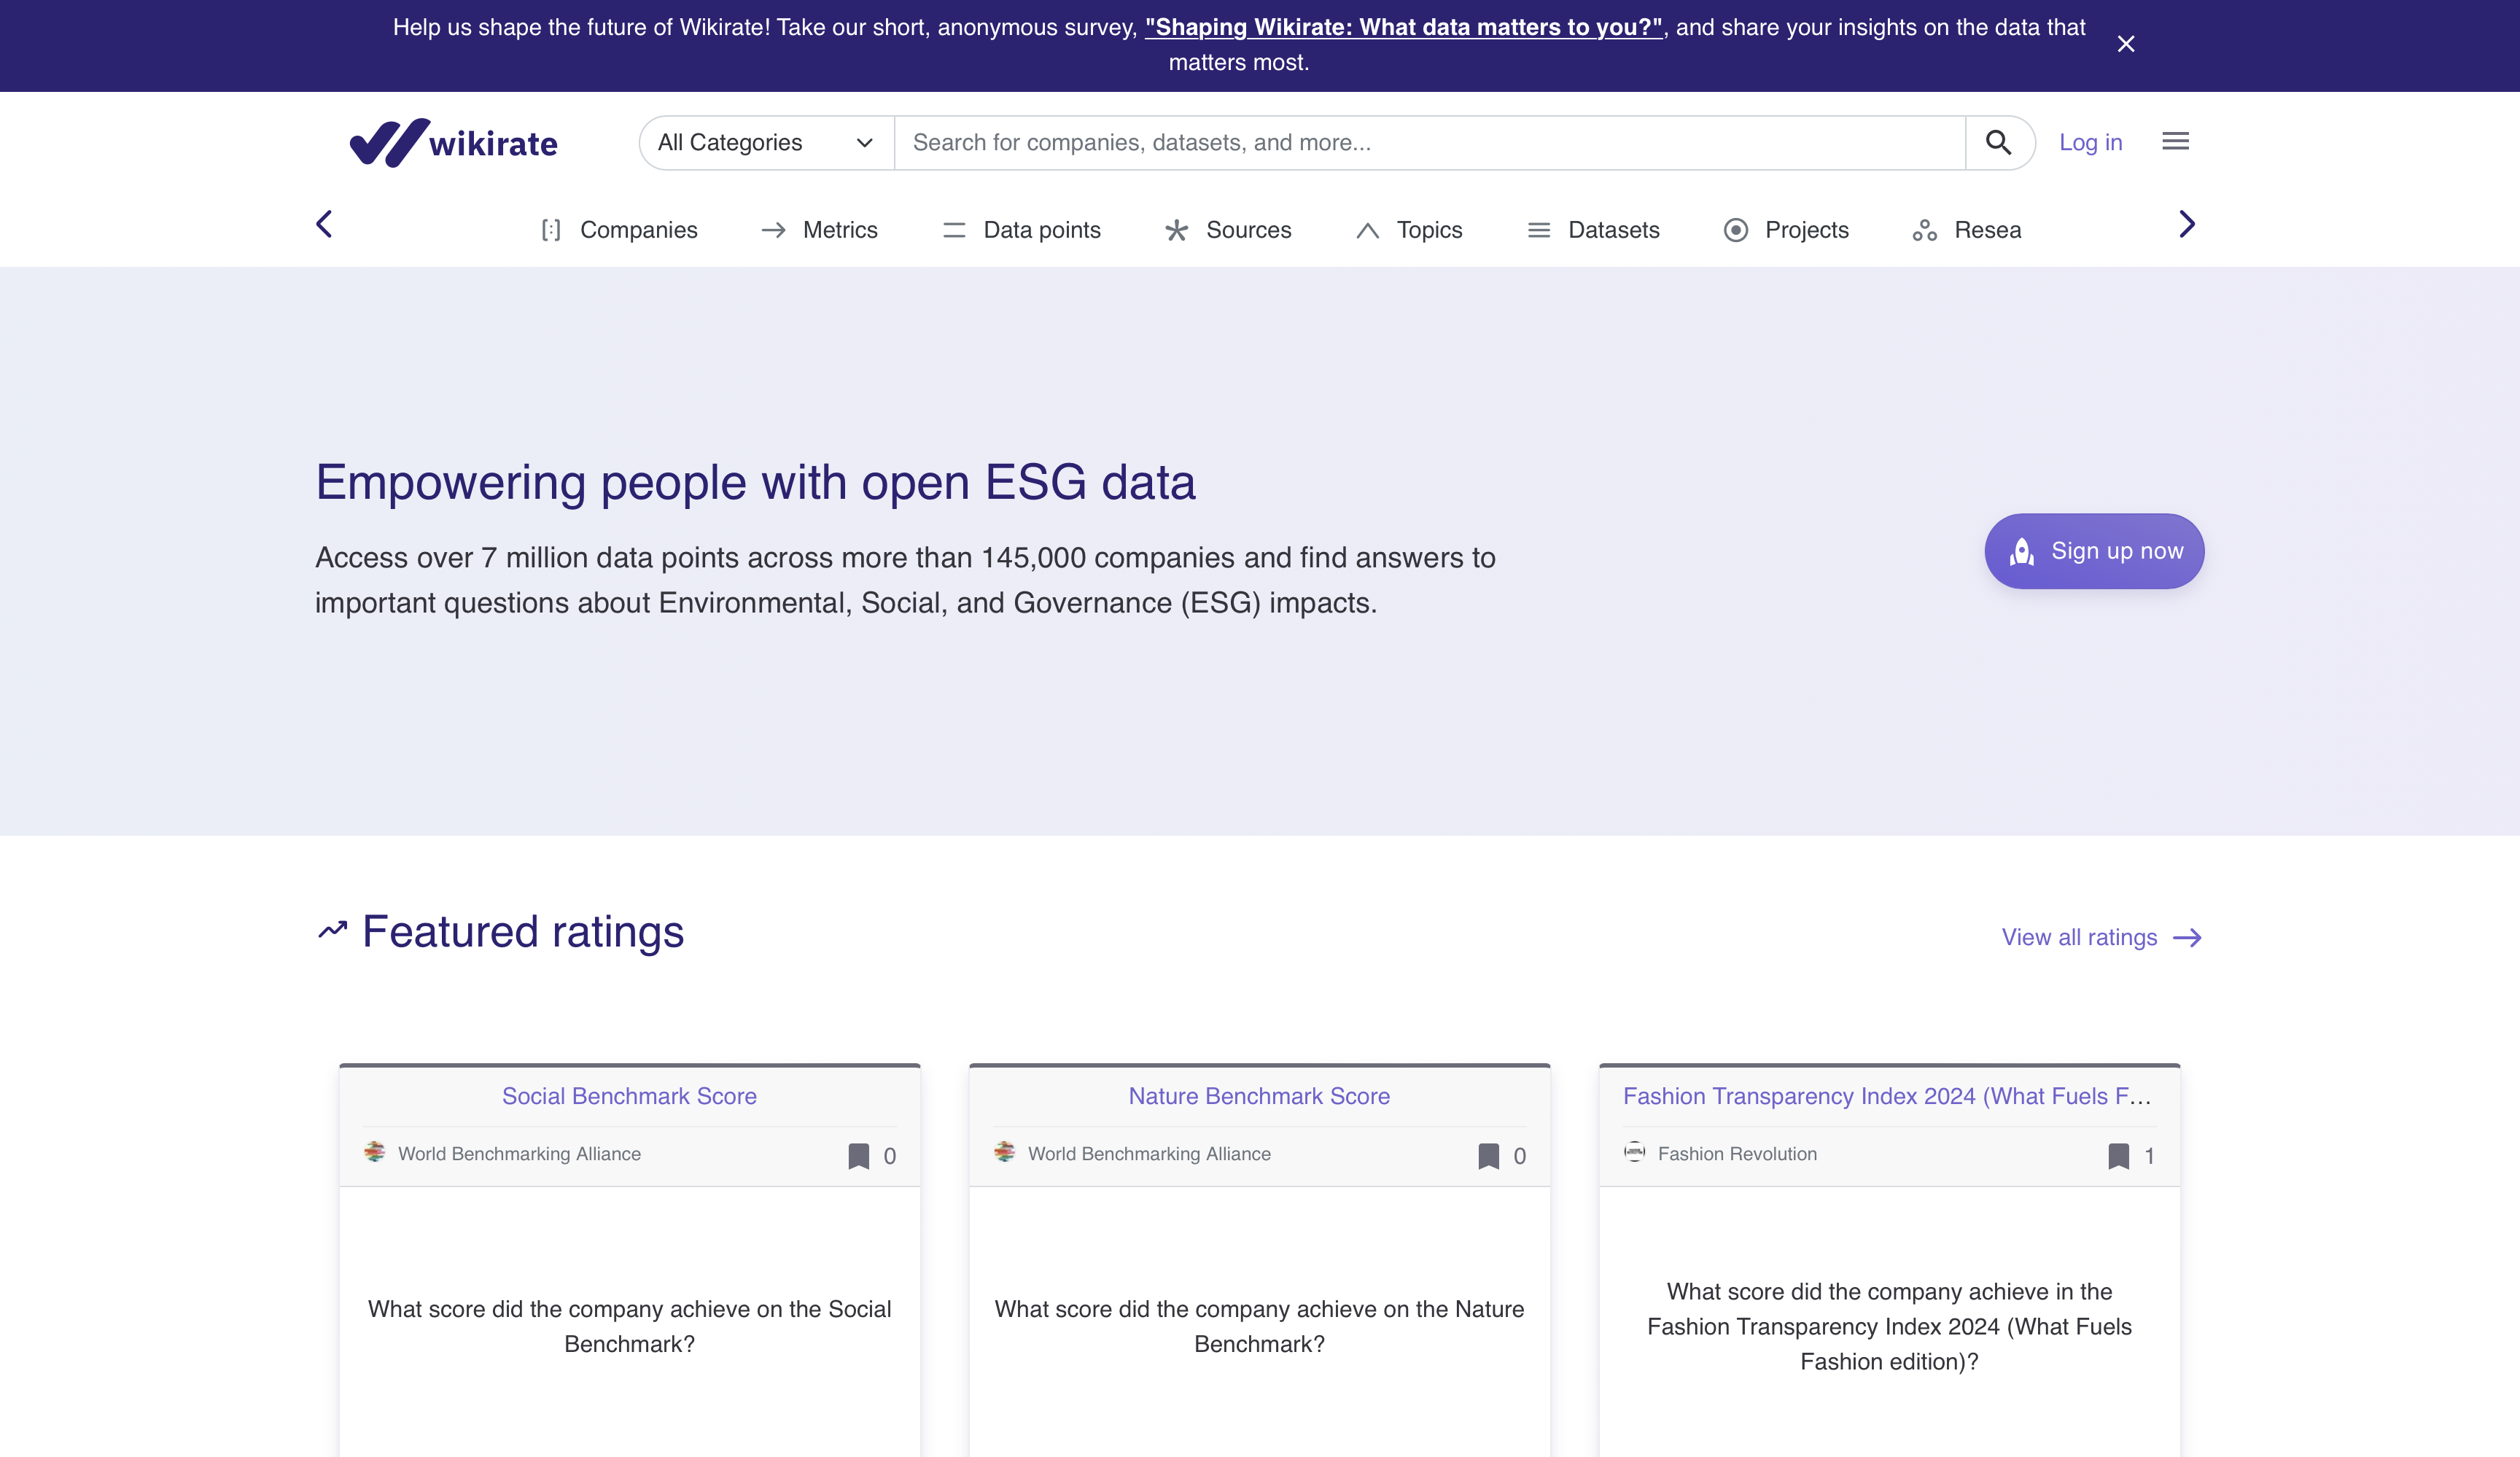 Help us shape the future of Wikirate! Take our short, anonymous survey, "Shaping Wikirate: What data matters to you?", and share your insights on the data that
matters most.
wikirate
All Categories
Search for companies, datasets, and more...
Log in
Companies
Metrics
Data points
Sources
Topics
Datasets
Projects
Resea
Empowering people with open ESG data
Access over 7 million data points across more than 145,000 companies and find answers to
important questions about Environmental, Social, and Governance (ESG) impacts.
Sign up now
Featured ratings
View all ratings
Social Benchmark Score
World Benchmarking Alliance
0
What score did the company achieve on the Social
Benchmark?
Nature Benchmark Score
World Benchmarking Alliance
0
What score did the company achieve on the Nature
Benchmark?
Fashion Transparency Index 2024 (What Fuels F...
Fashion Revolution
1
What score did the company achieve in the
Fashion Transparency Index 2024 (What Fuels
Fashion edition)?